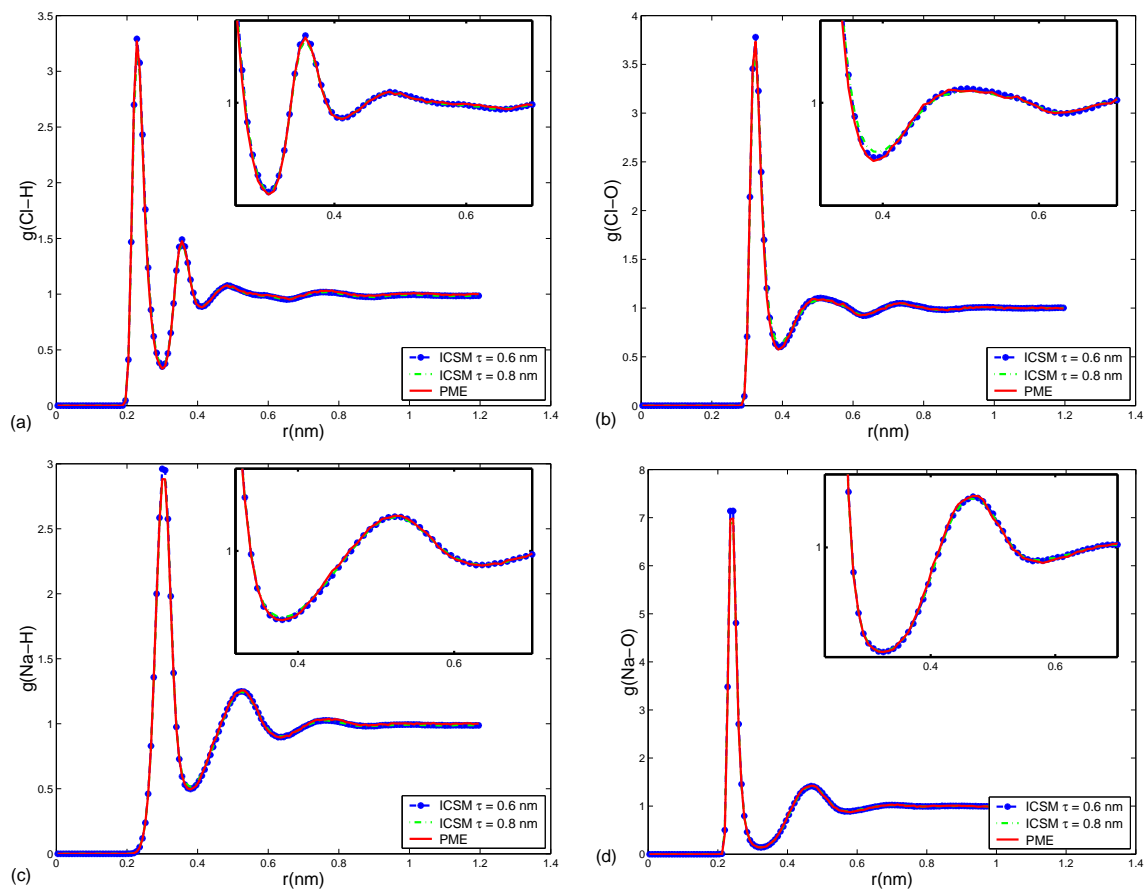 (a)
g(Cl−H)
3.5
3
2.5
2
1.5
1
0.5
0
0 0.2 0.4 0.6 0.8 1 1.2 1.4
r(nm)
1
0.4 0.6
ICSM τ = 0.6 nm
ICSM τ = 0.8 nm
PME
(b)
g(Cl−O)
4
3.5
3
2.5
2
1.5
1
0.5
0
0 0.2 0.4 0.6 0.8 1 1.2 1.4
r(nm)
1
0.4 0.6
ICSM τ = 0.6 nm
ICSM τ = 0.8 nm
PME
(c)
g(Na−H)
3
2.5
2
1.5
1
0.5
0
0 0.2 0.4 0.6 0.8 1 1.2 1.4
r(nm)
1
0.4 0.6
ICSM τ = 0.6 nm
ICSM τ = 0.8 nm
PME
(d)
g(Na−O)
8
7
6
5
4
3
2
1
0
0 0.2 0.4 0.6 0.8 1 1.2 1.4
r(nm)
1
0.4 0.6
ICSM τ = 0.6 nm
ICSM τ = 0.8 nm
PME